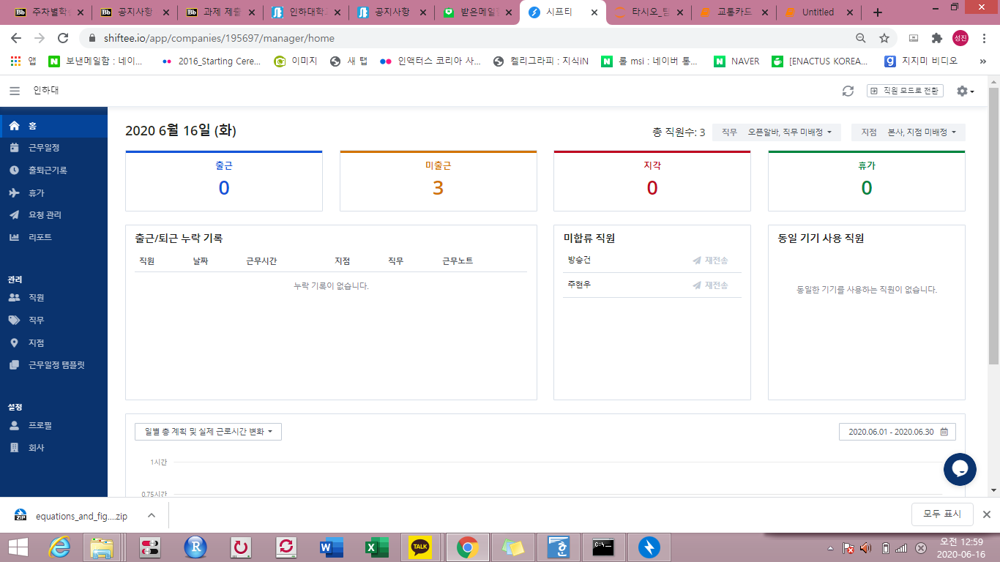 주차별학
공지사항
과제 제출
인하대학
공지사항
받은메일
시프티
타시오_팀
교통카드
Untitled
shiftee.io/app/companies/195697/manager/home
성진
앱
보낸메일함 : 네이...
2016_Starting Cere...
이미지
새 탭
인액터스 코리아 사...
켈리그라피 : 지식iN
롤 msi : 네이버 통...
NAVER
[ENACTUS KOREA...
지지미 비디오
»
인하대
직원 모드로 전환
홈
근무일정
출퇴근기록
휴가
요청 관리
리포트
관리
직원
직무
지점
근무일정 템플릿
설정
프로필
회사
2020 6월 16일 (화)
총 직원수: 3
직무 오픈알바, 직무 미배정
지점 본사, 지점 미배정
출근
0
미출근
3
지각
0
휴가
0
출근/퇴근 누락 기록
직원 날짜 근무시간 지점 직무 근무노트
누락 기록이 없습니다.
미합류 직원
방승건 재전송
주현우 재전송
동일 기기 사용 직원
동일한 기기를 사용하는 직원이 없습니다.
일별 총 계획 및 실제 근로시간 변화
2020.06.01 - 2020.06.30
1시간
0.75시간
equations_and_fig....zip
모두 표시
TALK
오전 12:59
2020-06-16